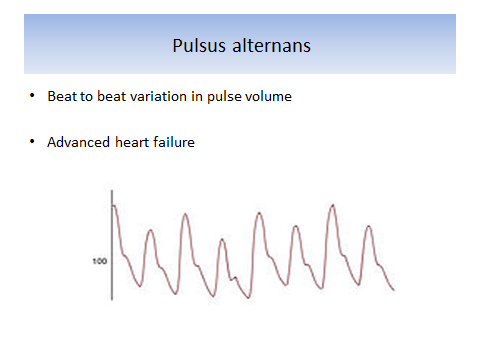 Pulsus alternans
• Beat to beat variation in pulse volume
• Advanced heart failure
100